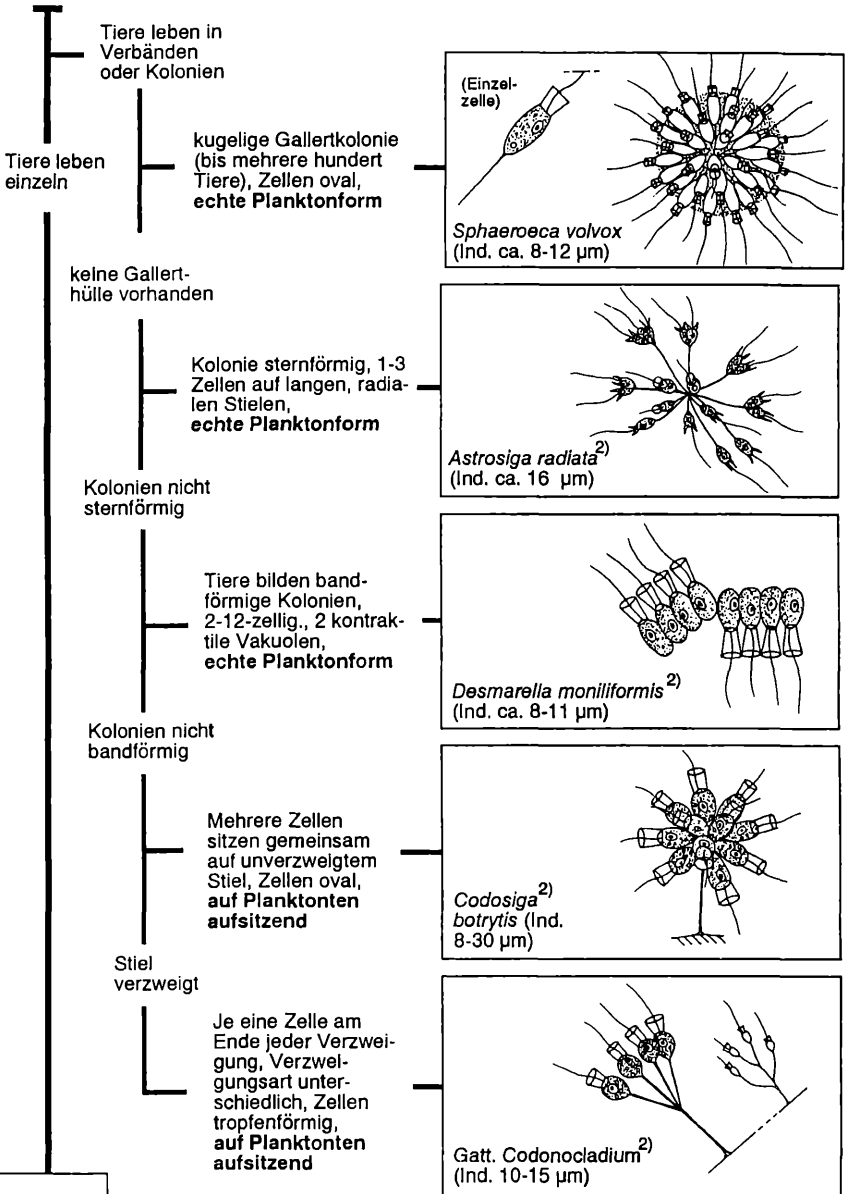 Tiere leben in
Verbänden
oder Kolonien
Tiere leben
einzeln
kugelige Gallertkolonie
(bis mehrere hundert
Tiere), Zellen oval,
echte Planktonform
(Einzel-
zelle)
Sphaeroeca volvox
(Ind. ca. 8-12 µm)
keIne Gallert-
hülle vorhanden
Kolonie sternförmig, 1-3
Zellen auf langen, radia-
len Stielen,
echte Planktonform
Astrosiga radiata2)
(Ind. ca. 16 µm)
Kolonien nicht
sternförmig
Tiere bilden band-
förmige Kolonien,
2-12-zellig., 2 kontrak-
tile Vakuolen,
echte Planktonform
Desmarella moniliformis2)
(Ind. ca. 8-11 µm)
Kolonien nicht
bandförmig
Mehrere Zellen
sitzen gemeinsam
auf unverzweigtem
Stiel, Zellen oval,
auf Planktonten
aufsitzend
Codosiga2)
botrytis (Ind.
8-30 µm)
Stiel
verzweigt
Je eine Zelle am
Ende jeder Verzwei-
gung, Verzwei-
gungsart unter-
schiedlich, Zellen
tropfenförmig,
auf Planktonten
aufsitzend
Gatt. Codonocladium2)
(Ind. 10-15 µm)